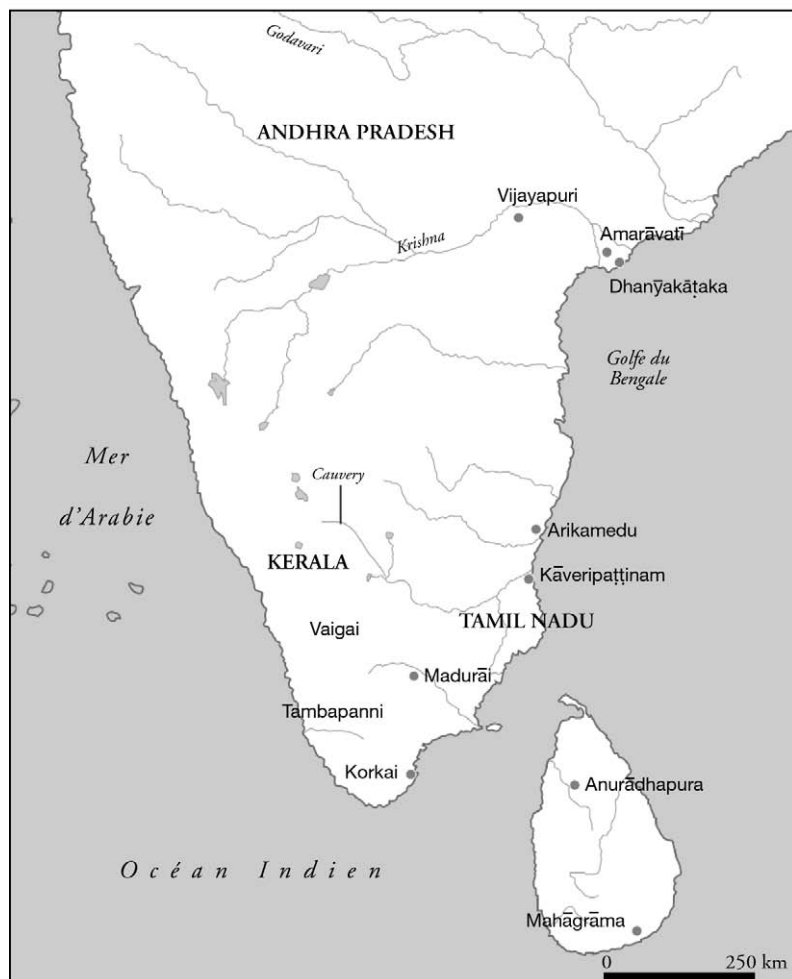 Godavari
ANDHRA PRADESH
Vijayapuri
Krishna
Amarāvatī
Dhanȳakāṭaka
Golfe du
Bengale
Mer
d'Arabie
Cauvery
Arikamedu
KERALA
Kāveripaṭṭinam
Vaigai
TAMIL NADU
Madurāi
Tambapanni
Korkai
Anurādhapura
Océan Indien
Mahāgrāma
0 250 km